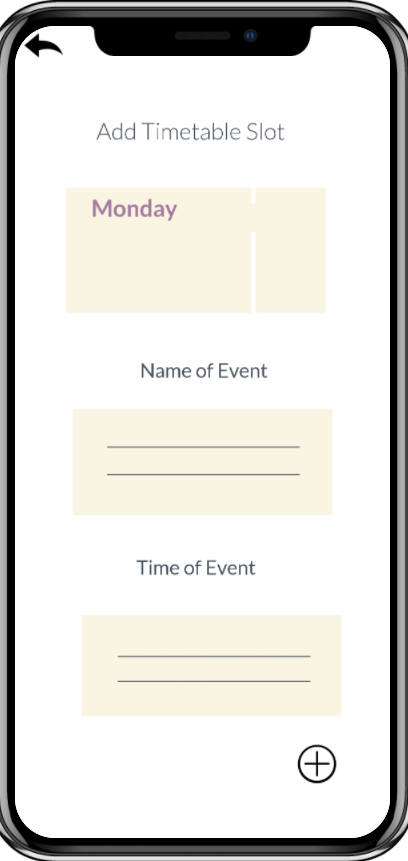 Add Timetable Slot
Monday
Name of Event
Time of Event